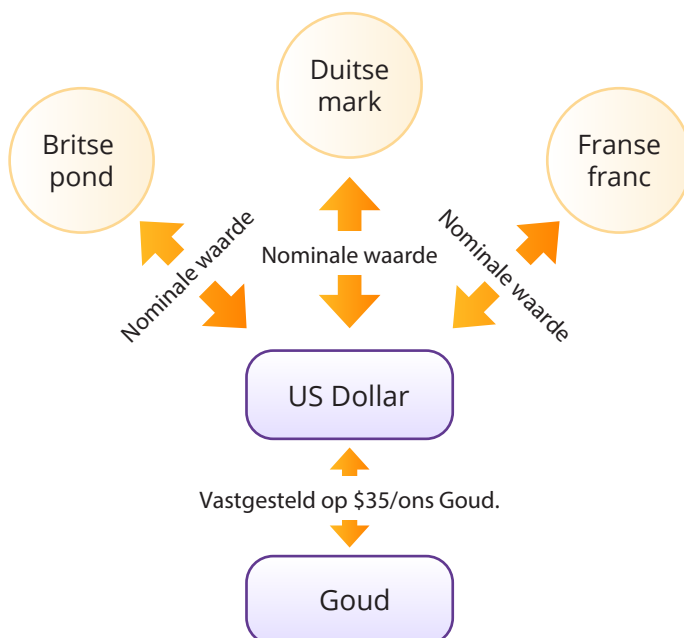 Duitse
mark
Britse
pond
Franse
franc
Nominale waarde
Nominale waarde
Nominale waarde
US Dollar
Vastgesteld op $35/ons Goud.
Goud